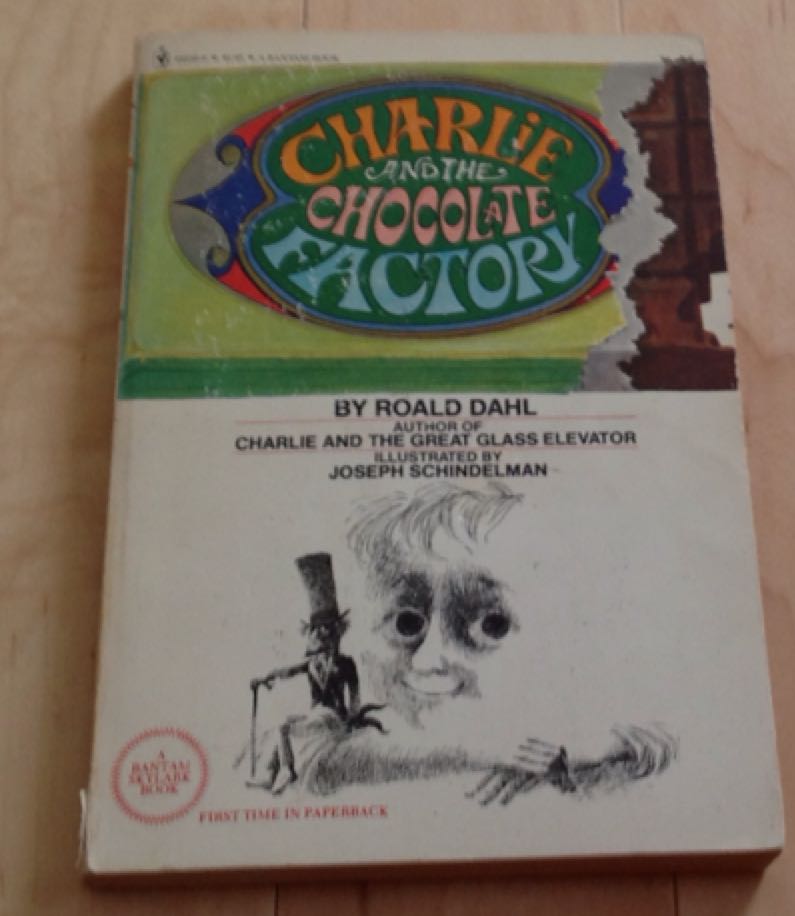 CHARLiE
AND THE
CHOCOLATE
FACTORY
BY ROALD DAHL
AUTHOR OF
CHARLIE AND THE GREAT GLASS ELEVATOR
ILLUSTRATED BY
JOSEPH SCHINDELMAN
A
BANTAM
SKYLARK
BOOK
FIRST TIME IN PAPERBACK